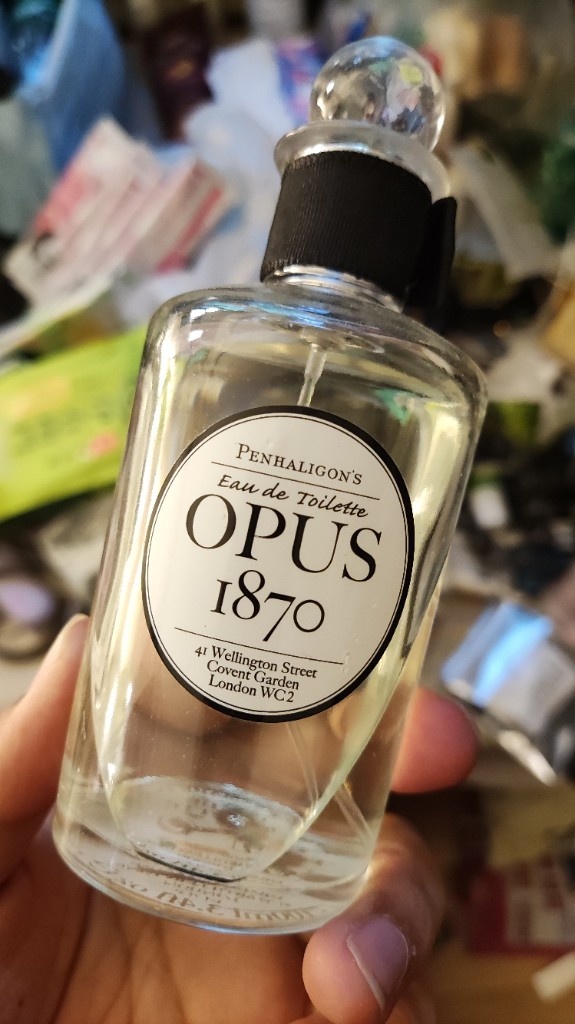 PENHALIGON'S
Eau de Toilette
OPUS
1870
41 Wellington Street
Covent Garden
London WC2